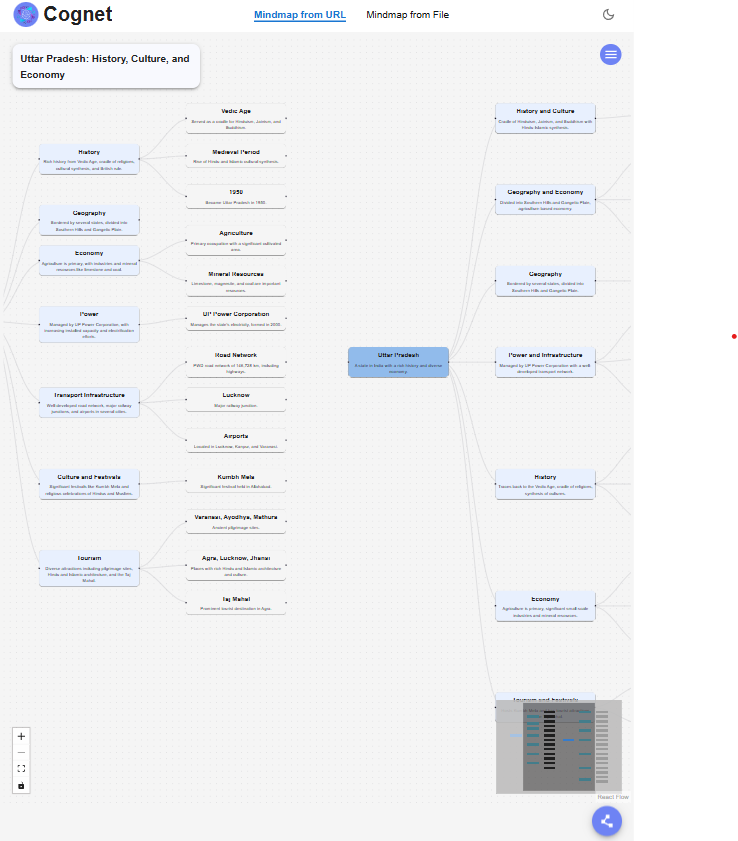 Cognet
Mindmap from URL
Mindmap from File
Uttar Pradesh: History, Culture, and
Economy
History
Rich history from Vedic Age, cradle of religions,
cultural synthesis, and British rule.
Geography
Bordered by several states, divided into
Southern Hills and Gangetic Plain.
Economy
Agriculture is primary, with industries and mineral
resources like limestone and coal.
Power
Managed by UP Power Corporation, with
increasing installed capacity and electrification
efforts.
Transport Infrastructure
Well-developed road network, major railway
junctions, and airports in several cities.
Culture and Festivals
Significant festivals like Kumbh Mela and
religious celebrations of Hindus and Muslims.
Tourism
Diverse attractions including pilgrimage sites,
Hindu and Islamic architecture, and the Taj
Mahal.
Vedic Age
Served as a cradle for Hinduism, Jainism, and
Buddhism.
Medieval Period
Rise of Hindu and Islamic cultural synthesis.
1950
Became Uttar Pradesh in 1950.
Agriculture
Primary occupation with a significant cultivated
area.
Mineral Resources
Limestone, magnesite, and coal are important
resources.
UP Power Corporation
Manages the state's electricity, formed in 2000.
Road Network
PWD road network of
km, including
highways.
Lucknow
Major railway junction.
Airports
Located in Lucknow, Kanpur, and Varanasi.
Kumbh Mela
Significant festival held in Allahabad.
Varanasi, Ayodhya, Mathura
Ancient pilgrimage sites.
Agra, Lucknow, Jhansi
Places with rich Hindu and Islamic architecture
and culture.
Taj Mahal
Prominent tourist destination in Agra.
Uttar Pradesh
A state in India with a rich history and diverse
economy.
History and Culture
Cradle of Hinduism, Jainism, and Buddhism with
Hindu Islamic synthesis.
Geography and Economy
Divided into Southern Hills and Gangetic Plain,
agriculture-based economy.
Geography
Bordered by several states, divided into
Southern Hills and Gangetic Plain.
Power and Infrastructure
Managed by UP Power Corporation with a well
developed transport network.
History
Traces back to the Vedic Age, cradle of religions,
synthesis of cultures.
Economy
Agriculture is primary, significant small-scale
industries and mineral resources.
Tourism and Festivals
React Flow